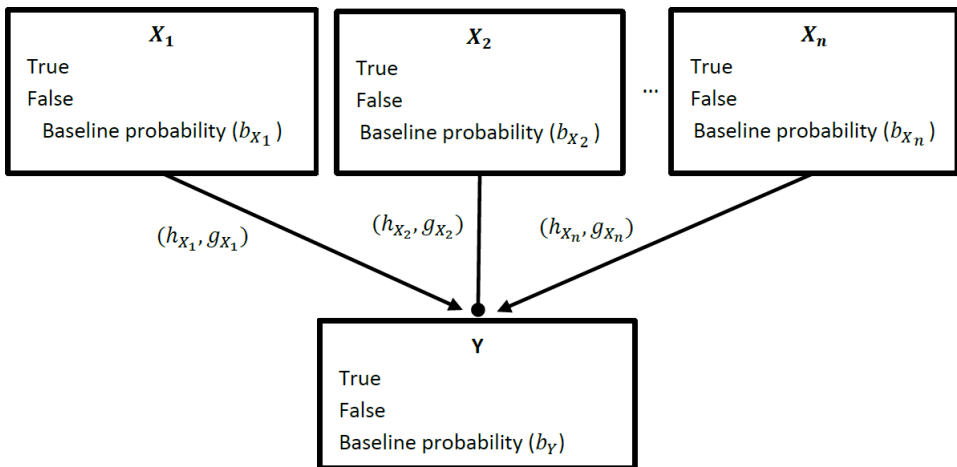 X₁
True
False
Baseline probability (b_X₁)
X₂
True
False
Baseline probability (b_X₂)
...
Xₙ
True
False
Baseline probability (b_Xₙ)
(h_X₁, g_X₁)
(h_X₂, g_X₂)
(h_Xₙ, g_Xₙ)
Y
True
False
Baseline probability (b_Y)